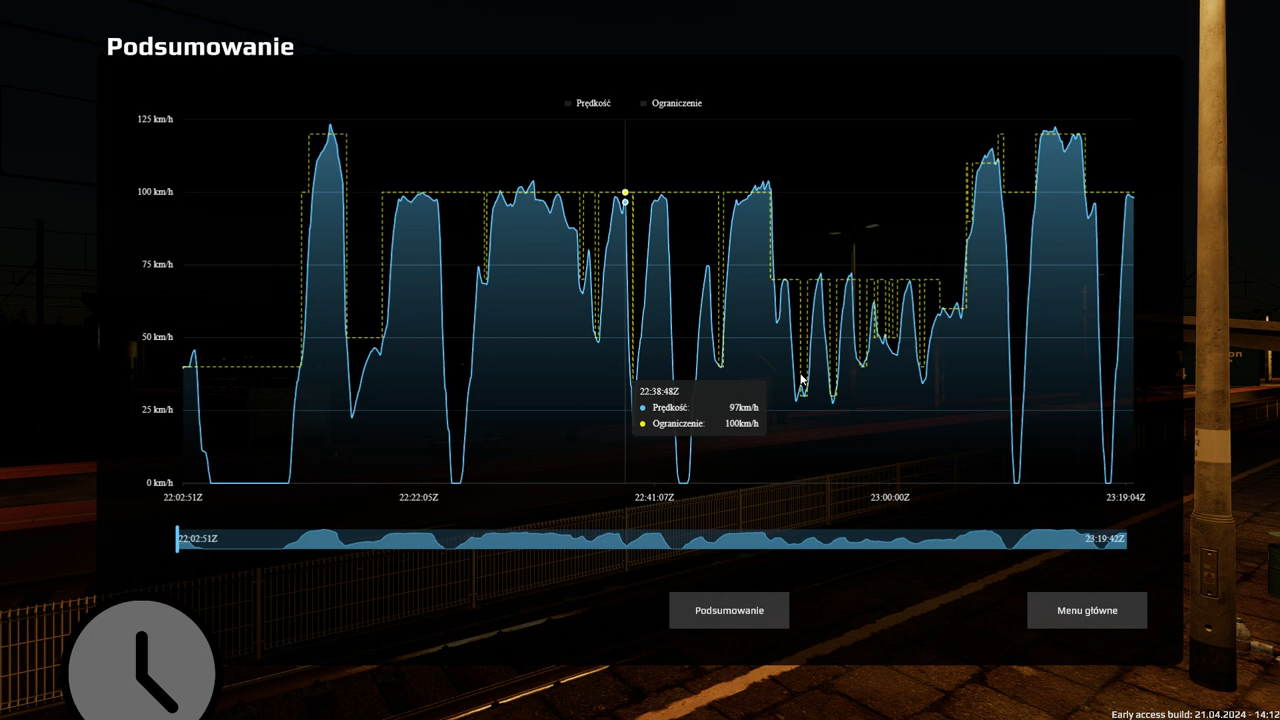 Podsumowanie
Prędkość Ograniczenie
125 km/h
100 km/h
75 km/h
50 km/h
25 km/h
0 km/h
22:38:48Z
Prędkość: 97km/h
Ograniczenie: 100km/h
22:02:51Z 22:22:05Z 22:41:07Z 23:00:00Z 23:19:04Z
22:02:51Z 23:19:42Z
Podsumowanie Menu główne
Early access build: 21.04.2024 - 14:12